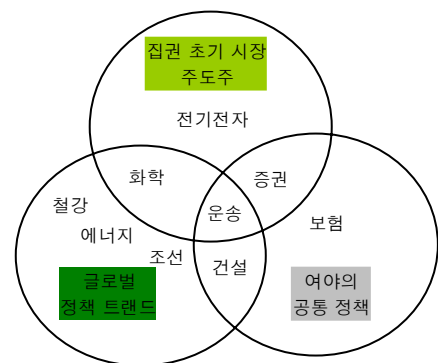 집권 초기 시장
주도주
전기전자
화학
증권
철강
운송
보험
에너지
조선
건설
글로벌
정책 트랜드
여야의
공통 정책